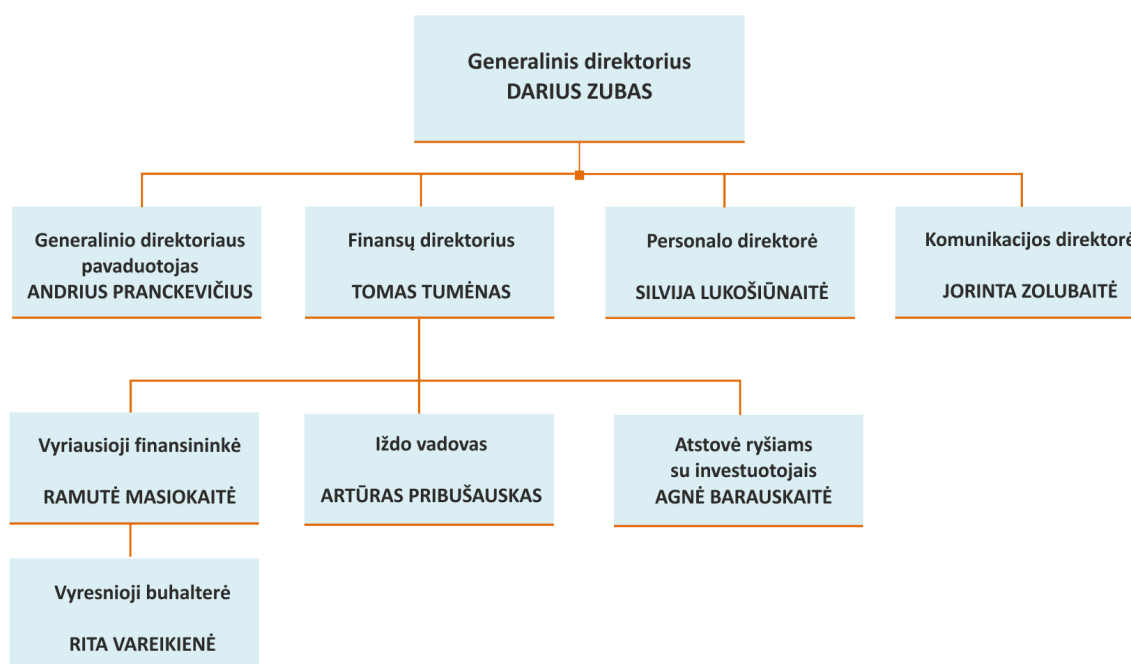 Generalinis direktorius
DARIUS ZUBAS
Generalinio direktoriaus
pavaduotojas
ANDRIUS PRANCKEVIČIUS
Finansų direktorius
TOMAS TUMĖNAS
Personalo direktorė
SILVIJA LUKOŠIŪNAITĖ
Komunikacijos direktorė
JORINTA ZOLUBAITĖ
Vyriausioji finansininkė
RAMUTĖ MASIOKAITĖ
Iždo vadovas
ARTŪRAS PRIBUŠAUSKAS
Atstovė ryšiams
su investuotojais
AGNĖ BARAUSKAITĖ
Vyresnioji buhalterė
RITA VAREIKIENĖ